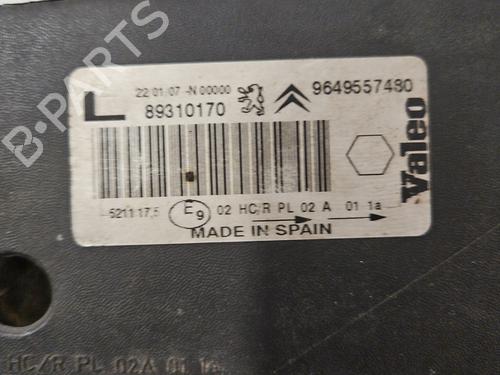 B-PARTS
L
22 01 07 -N 00000
89310170
9649557480
Valeo
5211 17,5
E9
02 HC/R PL 02 A 01 1a
MADE IN SPAIN
HC/R PL 02A 01 1a